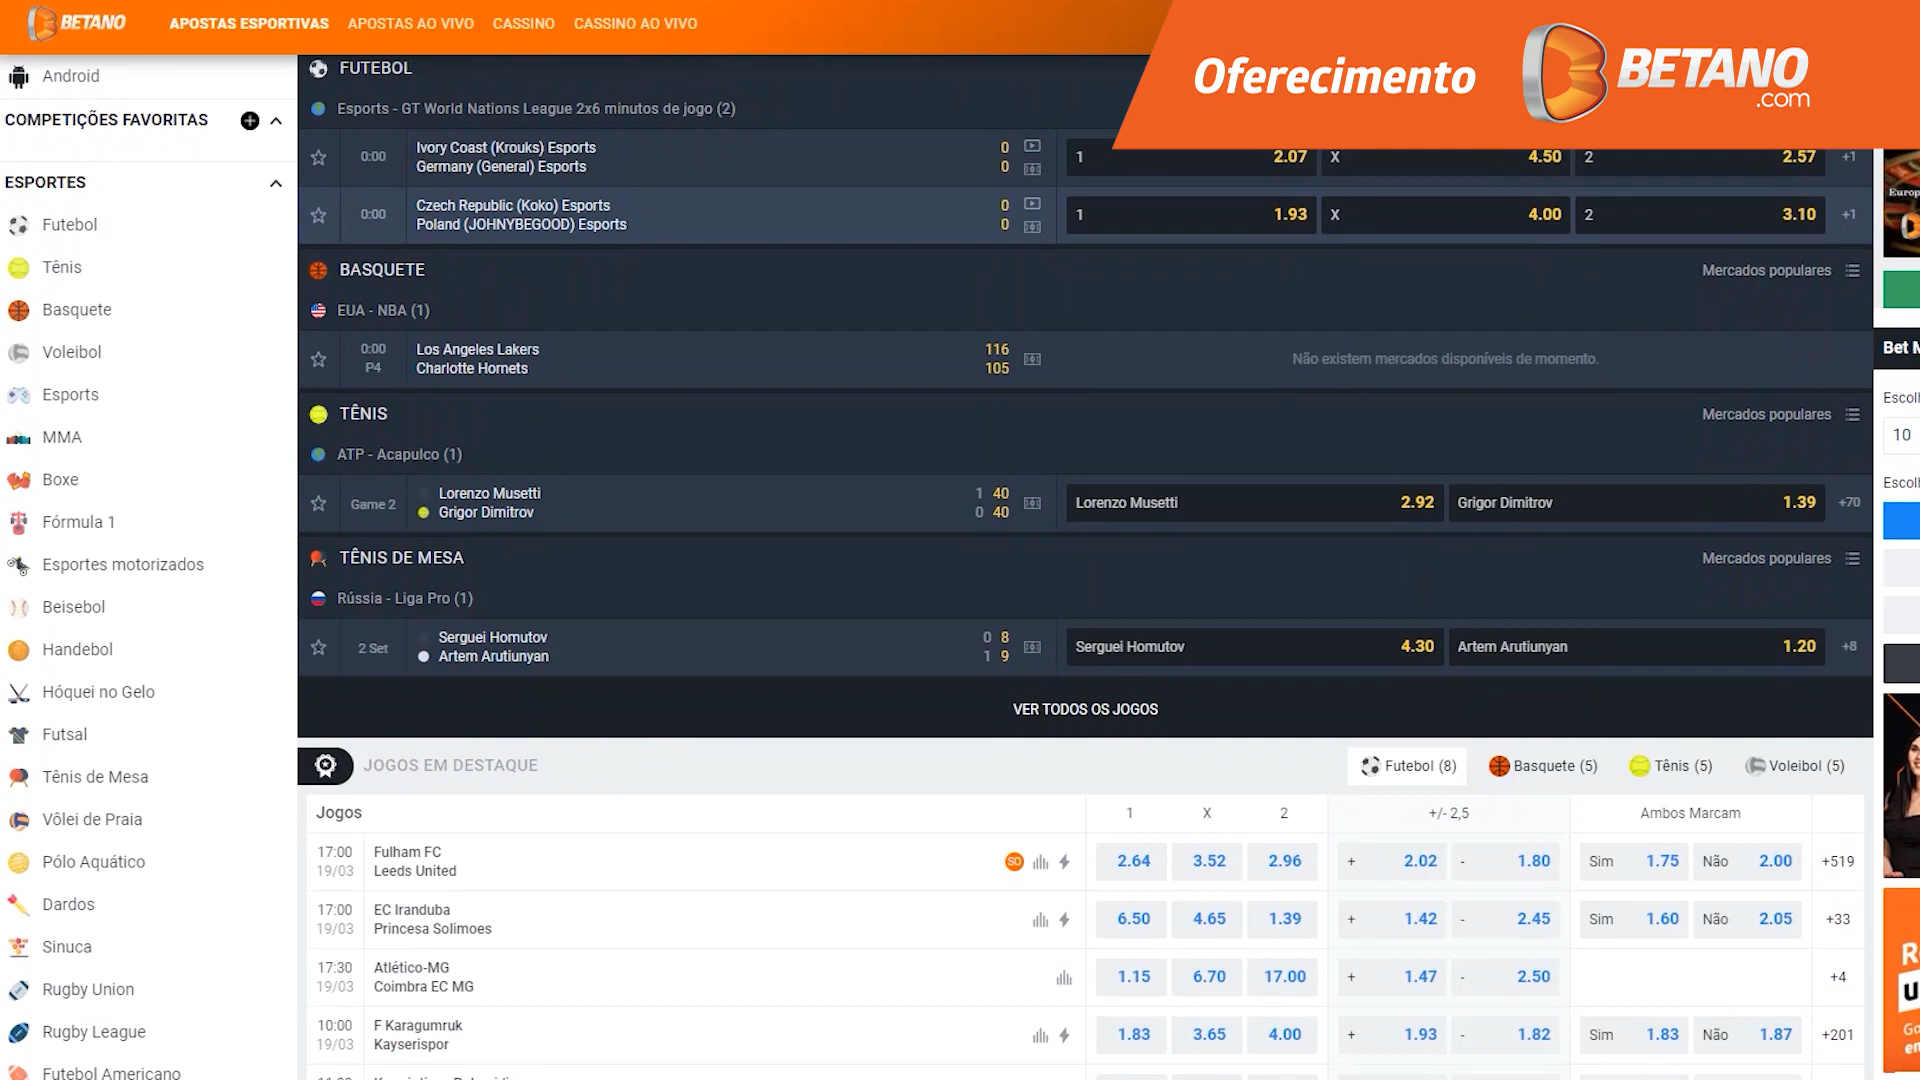 BETANO
APOSTAS ESPORTIVAS
APOSTAS AO VIVO
CASSINO
CASSINO AO VIVO
Oferecimento
BETANO
.com
Android
COMPETIÇÕES FAVORITAS
ESPORTES
Futebol
Tênis
Basquete
Voleibol
Esports
MMA
Boxe
Fórmula 1
Esportes motorizados
Beisebol
Handebol
Hóquei no Gelo
Futsal
Tênis de Mesa
Vôlei de Praia
Pólo Aquático
Dardos
Sinuca
Rugby Union
Rugby League
Futebol Americano
FUTEBOL
Esports - GT World Nations League 2x6 minutos de jogo (2)
0:00 Ivory Coast (Krouks) Esports 0
Germany (General) Esports 0
1 2.07 X 4.50 2 2.57 +1
0:00 Czech Republic (Koko) Esports 0
Poland (JOHNYBEGOOD) Esports 0
1 1.93 X 4.00 2 3.10 +1
BASQUETE Mercados populares
EUA - NBA (1)
0:00 Los Angeles Lakers 116
P4 Charlotte Hornets 105
Não existem mercados disponíveis de momento.
TÊNIS Mercados populares
ATP - Acapulco (1)
Game 2 Lorenzo Musetti 1 40
Grigor Dimitrov 0 40
Lorenzo Musetti 2.92 Grigor Dimitrov 1.39 +70
TÊNIS DE MESA Mercados populares
Rússia - Liga Pro (1)
2 Set Serguei Homutov 0 8
Artem Arutiunyan 1 9
Serguei Homutov 4.30 Artem Arutiunyan 1.20 +8
VER TODOS OS JOGOS
JOGOS EM DESTAQUE Futebol (8) Basquete (5) Tênis (5) Voleibol (5)
Jogos 1 X 2 +/- 2,5 Ambos Marcam
17:00 Fulham FC
19/03 Leeds United
SO 2.64 3.52 2.96 + 2.02 - 1.80 Sim 1.75 Não 2.00 +519
17:00 EC Iranduba
19/03 Princesa Solimoes
6.50 4.65 1.39 + 1.42 - 2.45 Sim 1.60 Não 2.05 +33
17:30 Atlético-MG
19/03 Coimbra EC MG
1.15 6.70 17.00 + 1.47 - 2.50 +4
10:00 F Karagumruk
19/03 Kayserispor
1.83 3.65 4.00 + 1.93 - 1.82 Sim 1.83 Não 1.87 +201
Bet
10